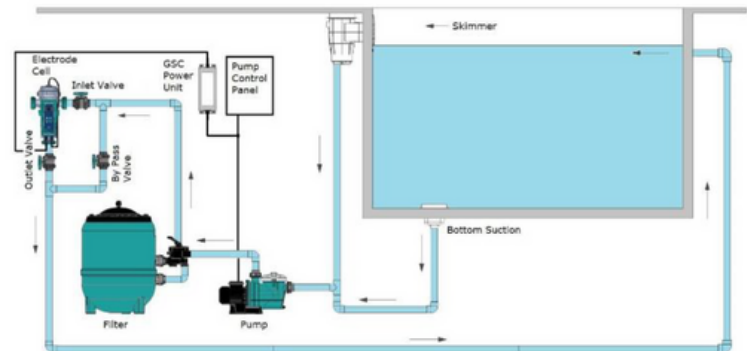 Skimmer
Electrode
Cell
Inlet Valve
GSC
Power
Unit
Pump
Control
Panel
Outlet Valve
By Pass
Valve
Bottom Suction
Filter
Pump